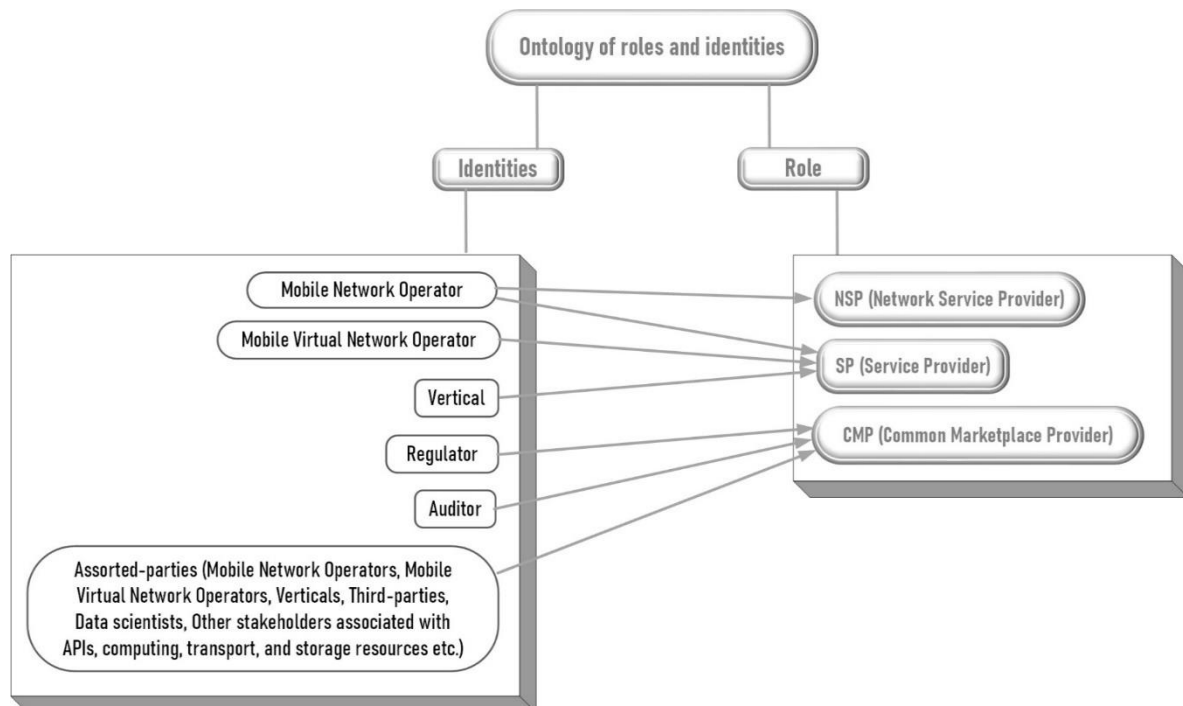 Ontology of roles and identities
Identities
Role
Mobile Network Operator
Mobile Virtual Network Operator
Vertical
Regulator
Auditor
Assorted-parties (Mobile Network Operators, Mobile
Virtual Network Operators, Verticals, Third-parties,
Data scientists, Other stakeholders associated with
APIs, computing, transport, and storage resources etc.)
NSP (Network Service Provider)
SP (Service Provider)
CMP (Common Marketplace Provider)